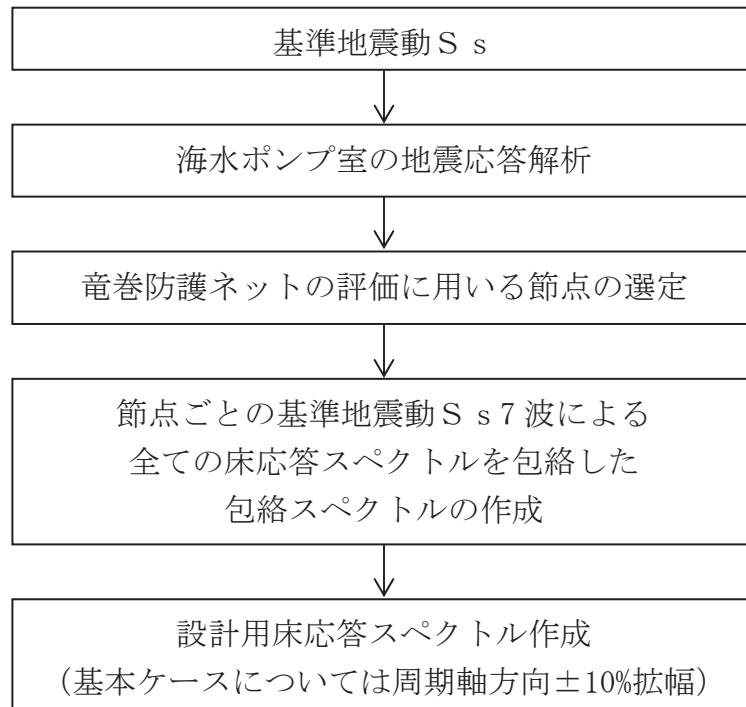 基準地震動Ｓｓ
海水ポンプ室の地震応答解析
竜巻防護ネットの評価に用いる節点の選定
節点ごとの基準地震動Ｓｓ７波による
全ての床応答スペクトルを包絡した
包絡スペクトルの作成
設計用床応答スペクトル作成
（基本ケースについては周期軸方向±10%拡幅）